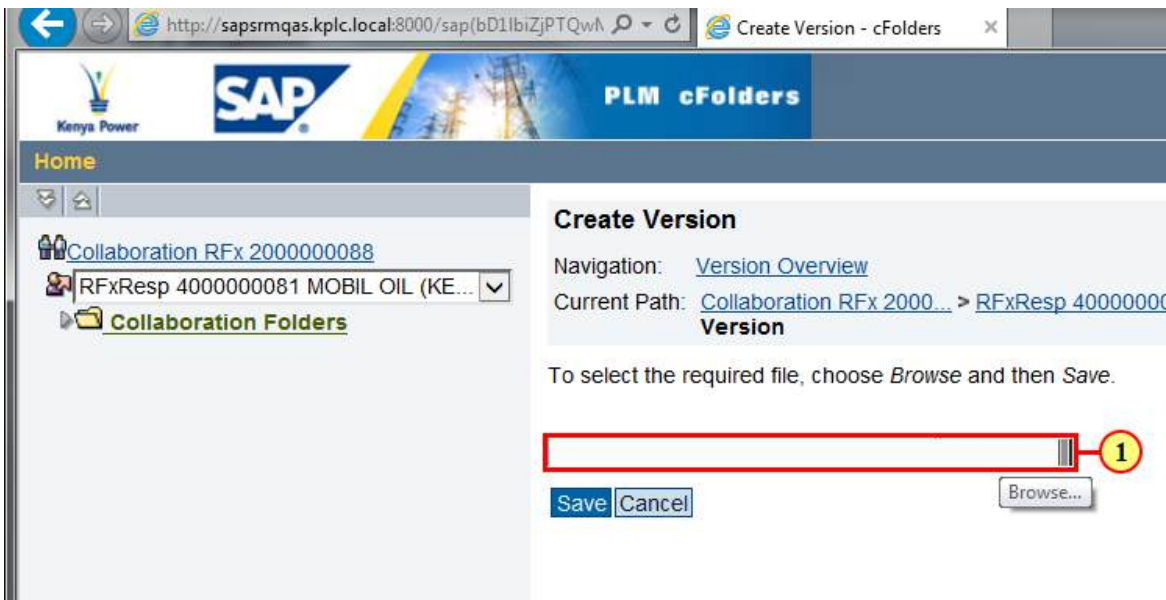 http://sapsrmqas.kplc.local:8000/sap(bD1lbiZjPTQwM
Create Version - cFolders
Kenya Power
SAP
PLM cFolders
Home
Collaboration RFx 2000000088
RFxResp 4000000081 MOBIL OIL (KE...
Collaboration Folders
Create Version
Navigation: Version Overview
Current Path: Collaboration RFx 2000... > RFxResp 40000000
Version
To select the required file, choose Browse and then Save.
1
Browse...
Save Cancel